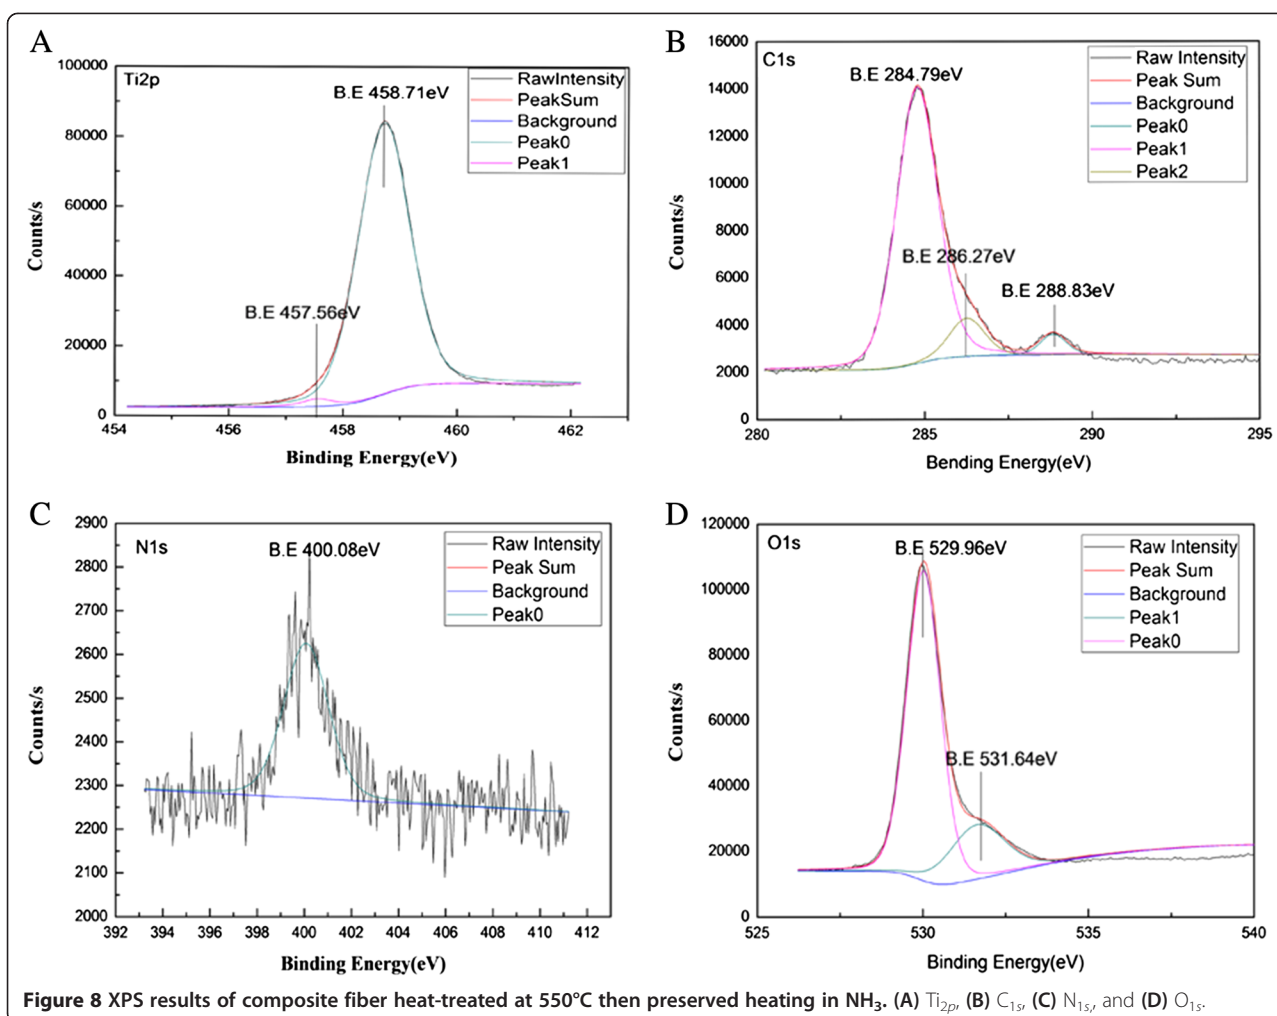 A
Ti2p
B.E 458.71eV
B.E 457.56eV
RawIntensity
PeakSum
Background
Peak0
Peak1
100000
80000
60000
40000
20000
0
454 456 458 460 462
Counts/s
Binding Energy(eV)
B
C1s
B.E 284.79eV
B.E 286.27eV
B.E 288.83eV
Raw Intensity
Peak Sum
Background
Peak0
Peak1
Peak2
16000
14000
12000
10000
8000
6000
4000
2000
0
280 285 290 295
Counts/s
Bending Energy(eV)
C
N1s
B.E 400.08eV
Raw Intensity
Peak Sum
Background
Peak0
2900
2800
2700
2600
2500
2400
2300
2200
2100
2000
392 394 396 398 400 402 404 406 408 410 412
Counts/s
Binding Energy(eV)
D
O1s
B.E 529.96eV
B.E 531.64eV
Raw Intensity
Peak Sum
Background
Peak1
Peak0
120000
100000
80000
60000
40000
20000
0
525 530 535 540
Counts/s
Binding Energy(eV)
Figure 8 XPS results of composite fiber heat-treated at 550°C then preserved heating in NH₃. (A) Ti2p, (B) C1s, (C) N1s,, and (D) O1s.